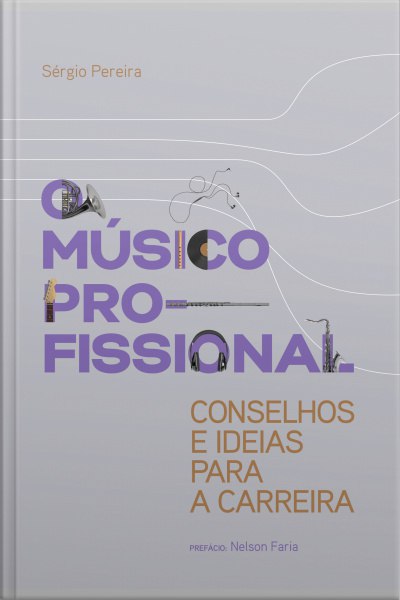 Sérgio Pereira
O
MÚSICO
PRO-
FISSIONAL
CONSELHOS
E IDEIAS
PARA
A CARREIRA
PREFÁCIO: Nelson Faria